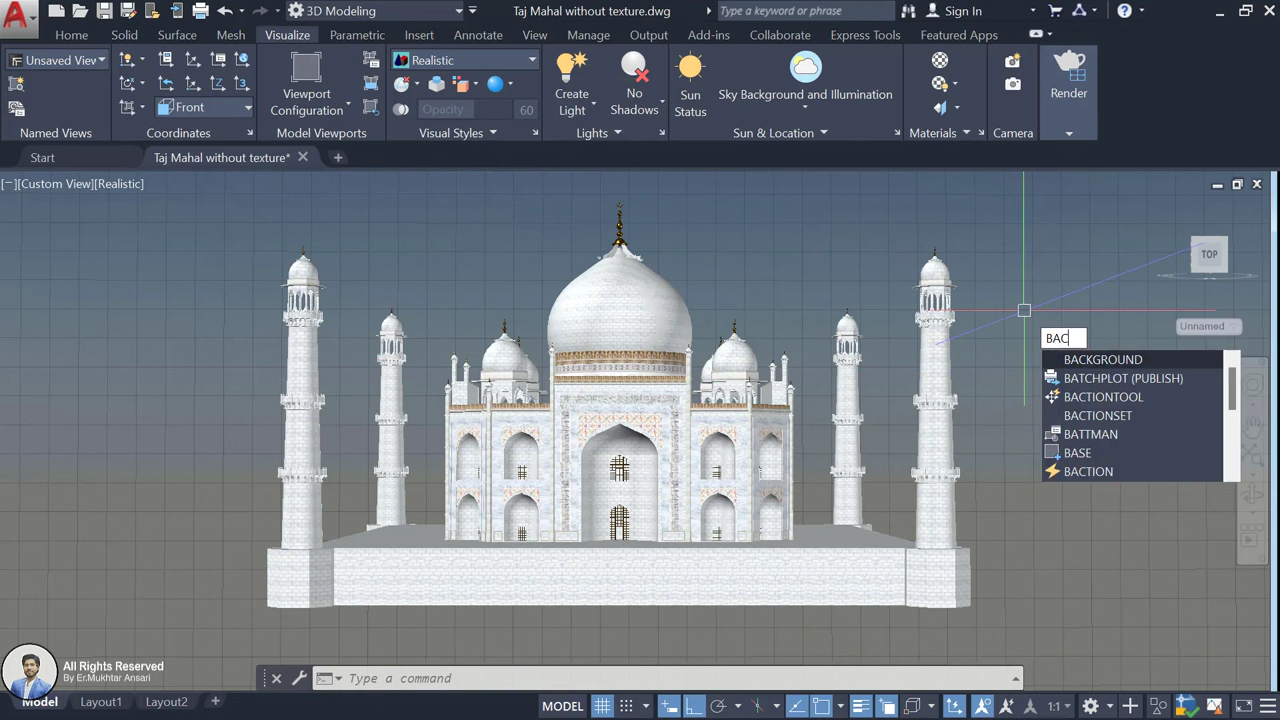 3D Modeling
Taj Mahal without texture.dwg
Type a keyword or phrase
Sign In
Home Solid Surface Mesh Visualize Parametric Insert Annotate View Manage Output Add-ins Collaborate Express Tools Featured Apps
Unsaved View
Front
Named Views
Coordinates
Viewport
Configuration
Model Viewports
Realistic
Opacity 60
Visual Styles
Create
Light
No
Shadows
Lights
Sun
Status
Sky Background and Illumination
Sun & Location
Materials
Camera
Render
Start
Taj Mahal without texture*
[−][Custom View][Realistic]
TOP
Unnamed
BAC
BACKGROUND
BATCHPLOT (PUBLISH)
BACTIONTOOL
BACTIONSET
BATTMAN
BASE
BACTION
All Rights Reserved
By Er.Mukhtar Ansari
Type a command
Model Layout1 Layout2
MODEL
1:1